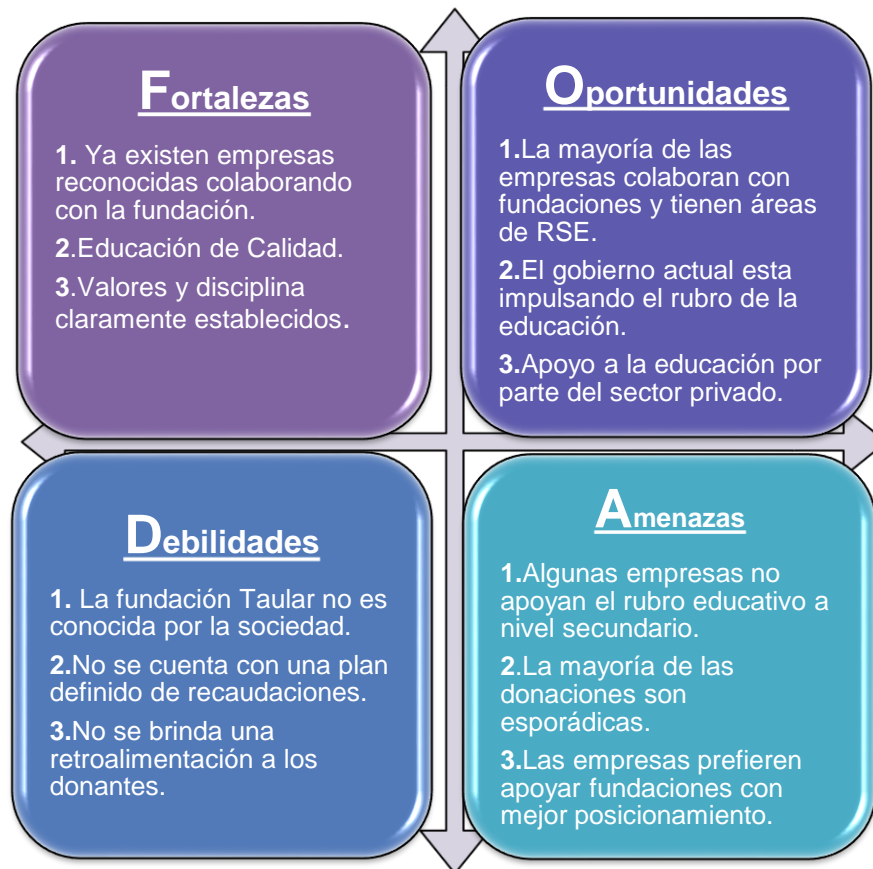 Fortalezas
1. Ya existen empresas
reconocidas colaborando
con la fundación.
2.Educación de Calidad.
3.Valores y disciplina
claramente establecidos.
Oportunidades
1.La mayoría de las
empresas colaboran con
fundaciones y tienen áreas
de RSE.
2.El gobierno actual esta
impulsando el rubro de la
educación.
3.Apoyo a la educación por
parte del sector privado.
Debilidades
1. La fundación Taular no es
conocida por la sociedad.
2.No se cuenta con una plan
definido de recaudaciones.
3.No se brinda una
retroalimentación a los
donantes.
Amenazas
1.Algunas empresas no
apoyan el rubro educativo a
nivel secundario.
2.La mayoría de las
donaciones son
esporádicas.
3.Las empresas prefieren
apoyar fundaciones con
mejor posicionamiento.